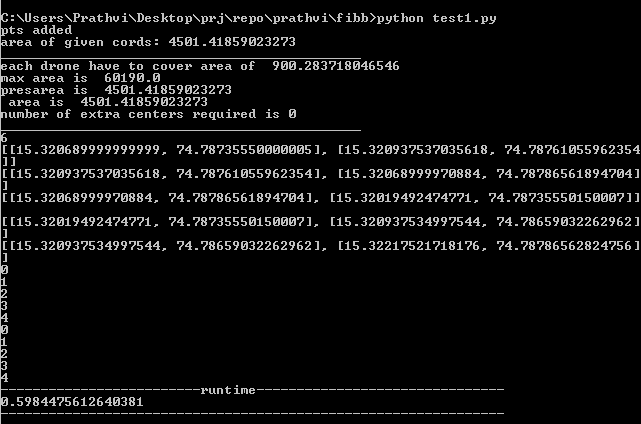 C:\Users\Prathvi\Desktop\prj\repo\prathvi\fibb>python test1.py
pts added
area of given cords: 4501.41859023273
_____________________________________________
each drone have to cover area of  900.283718046546
max area is  60190.0
presarea is  4501.41859023273
 area is  4501.41859023273
number of extra centers required is 0
_____________________________________________
6
[[15.320689999999999, 74.78735550000005], [15.320937537035618, 74.78761055962354
]]
[[15.320937537035618, 74.78761055962354], [15.320689999970884, 74.78786561894704]
]
[[15.320689999970884, 74.78786561894704], [15.32019492474771, 74.78735550150007]]
[[15.32019492474771, 74.78735550150007], [15.320937534997544, 74.78659032262962]
]
[[15.320937534997544, 74.78659032262962], [15.32217521718176, 74.78786562824756]
]
0
1
2
3
4
0
1
2
3
4
-------------------------runtime-------------------------------
0.5984475612640381
---------------------------------------------------------------